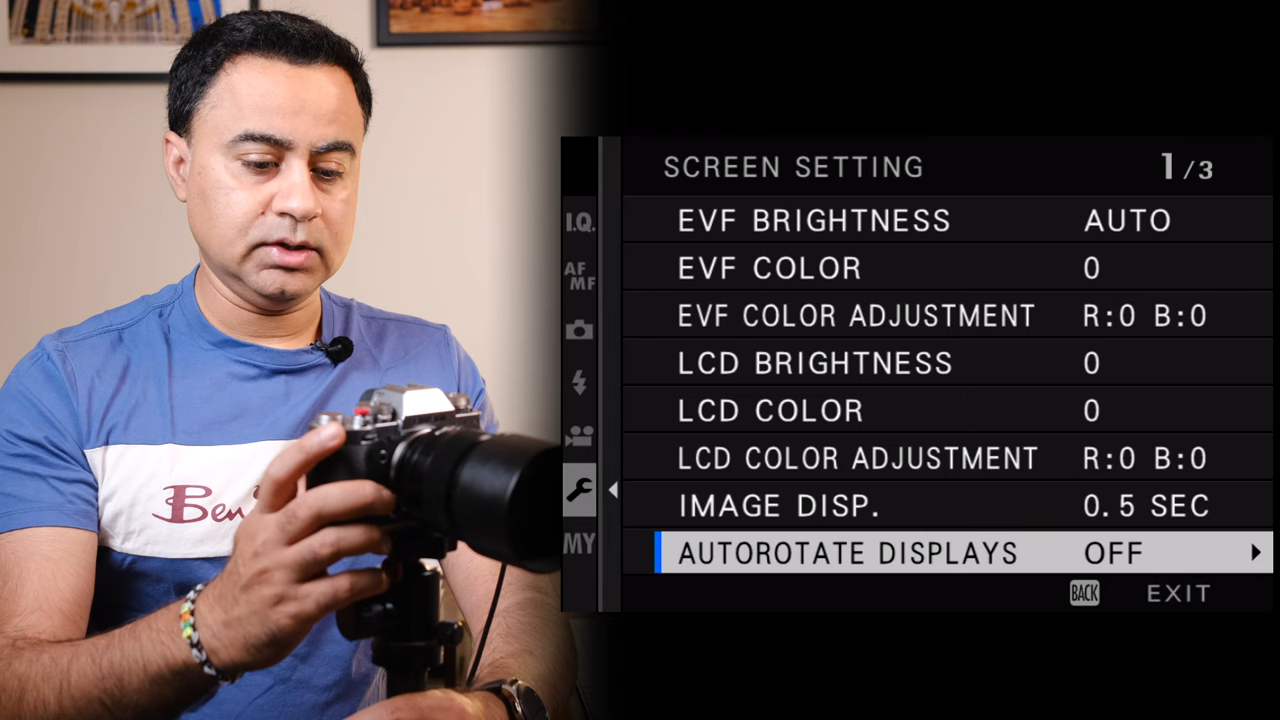 SCREEN SETTING 1/3
I.Q.
EVF BRIGHTNESS AUTO
EVF COLOR 0
AF
MF
EVF COLOR ADJUSTMENT R:0 B:0
LCD BRIGHTNESS 0
LCD COLOR 0
LCD COLOR ADJUSTMENT R:0 B:0
IMAGE DISP. 0.5 SEC
MY
AUTOROTATE DISPLAYS OFF
BACK EXIT
Ben